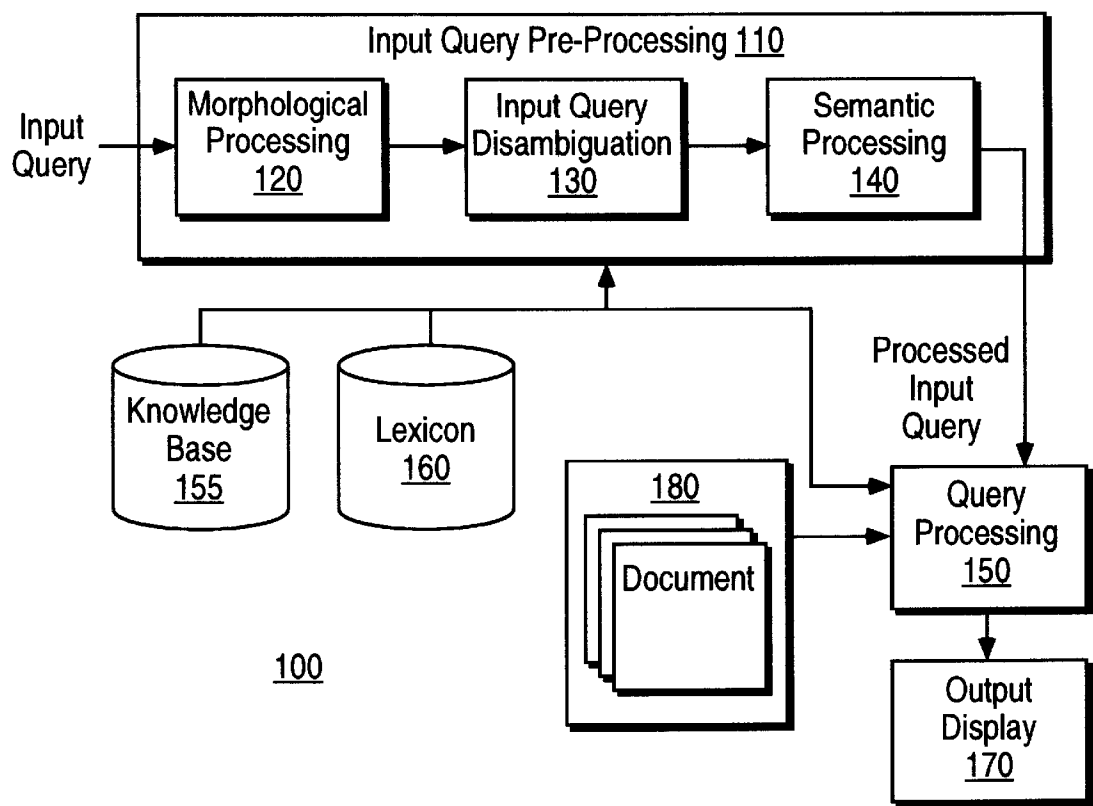 Input Query Pre-Processing 110
Input
Query
Morphological
Processing
120
Input Query
Disambiguation
130
Semantic
Processing
140
Knowledge
Base
155
Lexicon
160
Processed
Input
Query
180
Document
Query
Processing
150
100
Output
Display
170